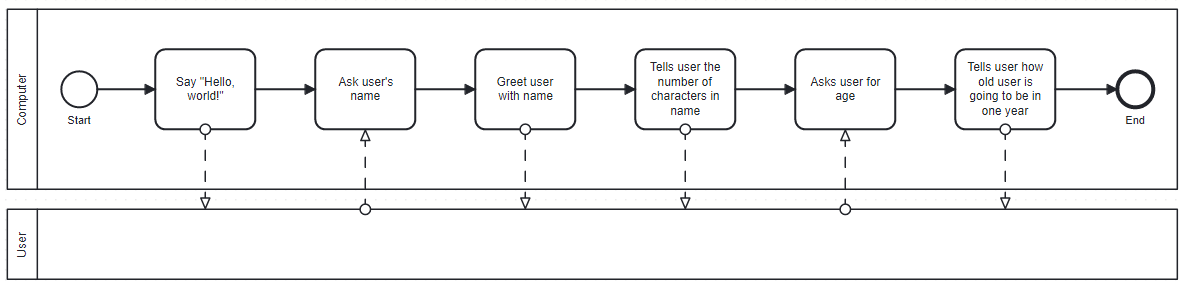 Computer
Start
Say "Hello,
world!"
Ask user's
name
Greet user
with name
Tells user the
number of
characters in
name
Asks user for
age
Tells user how
old user is
going to be in
one year
End
User